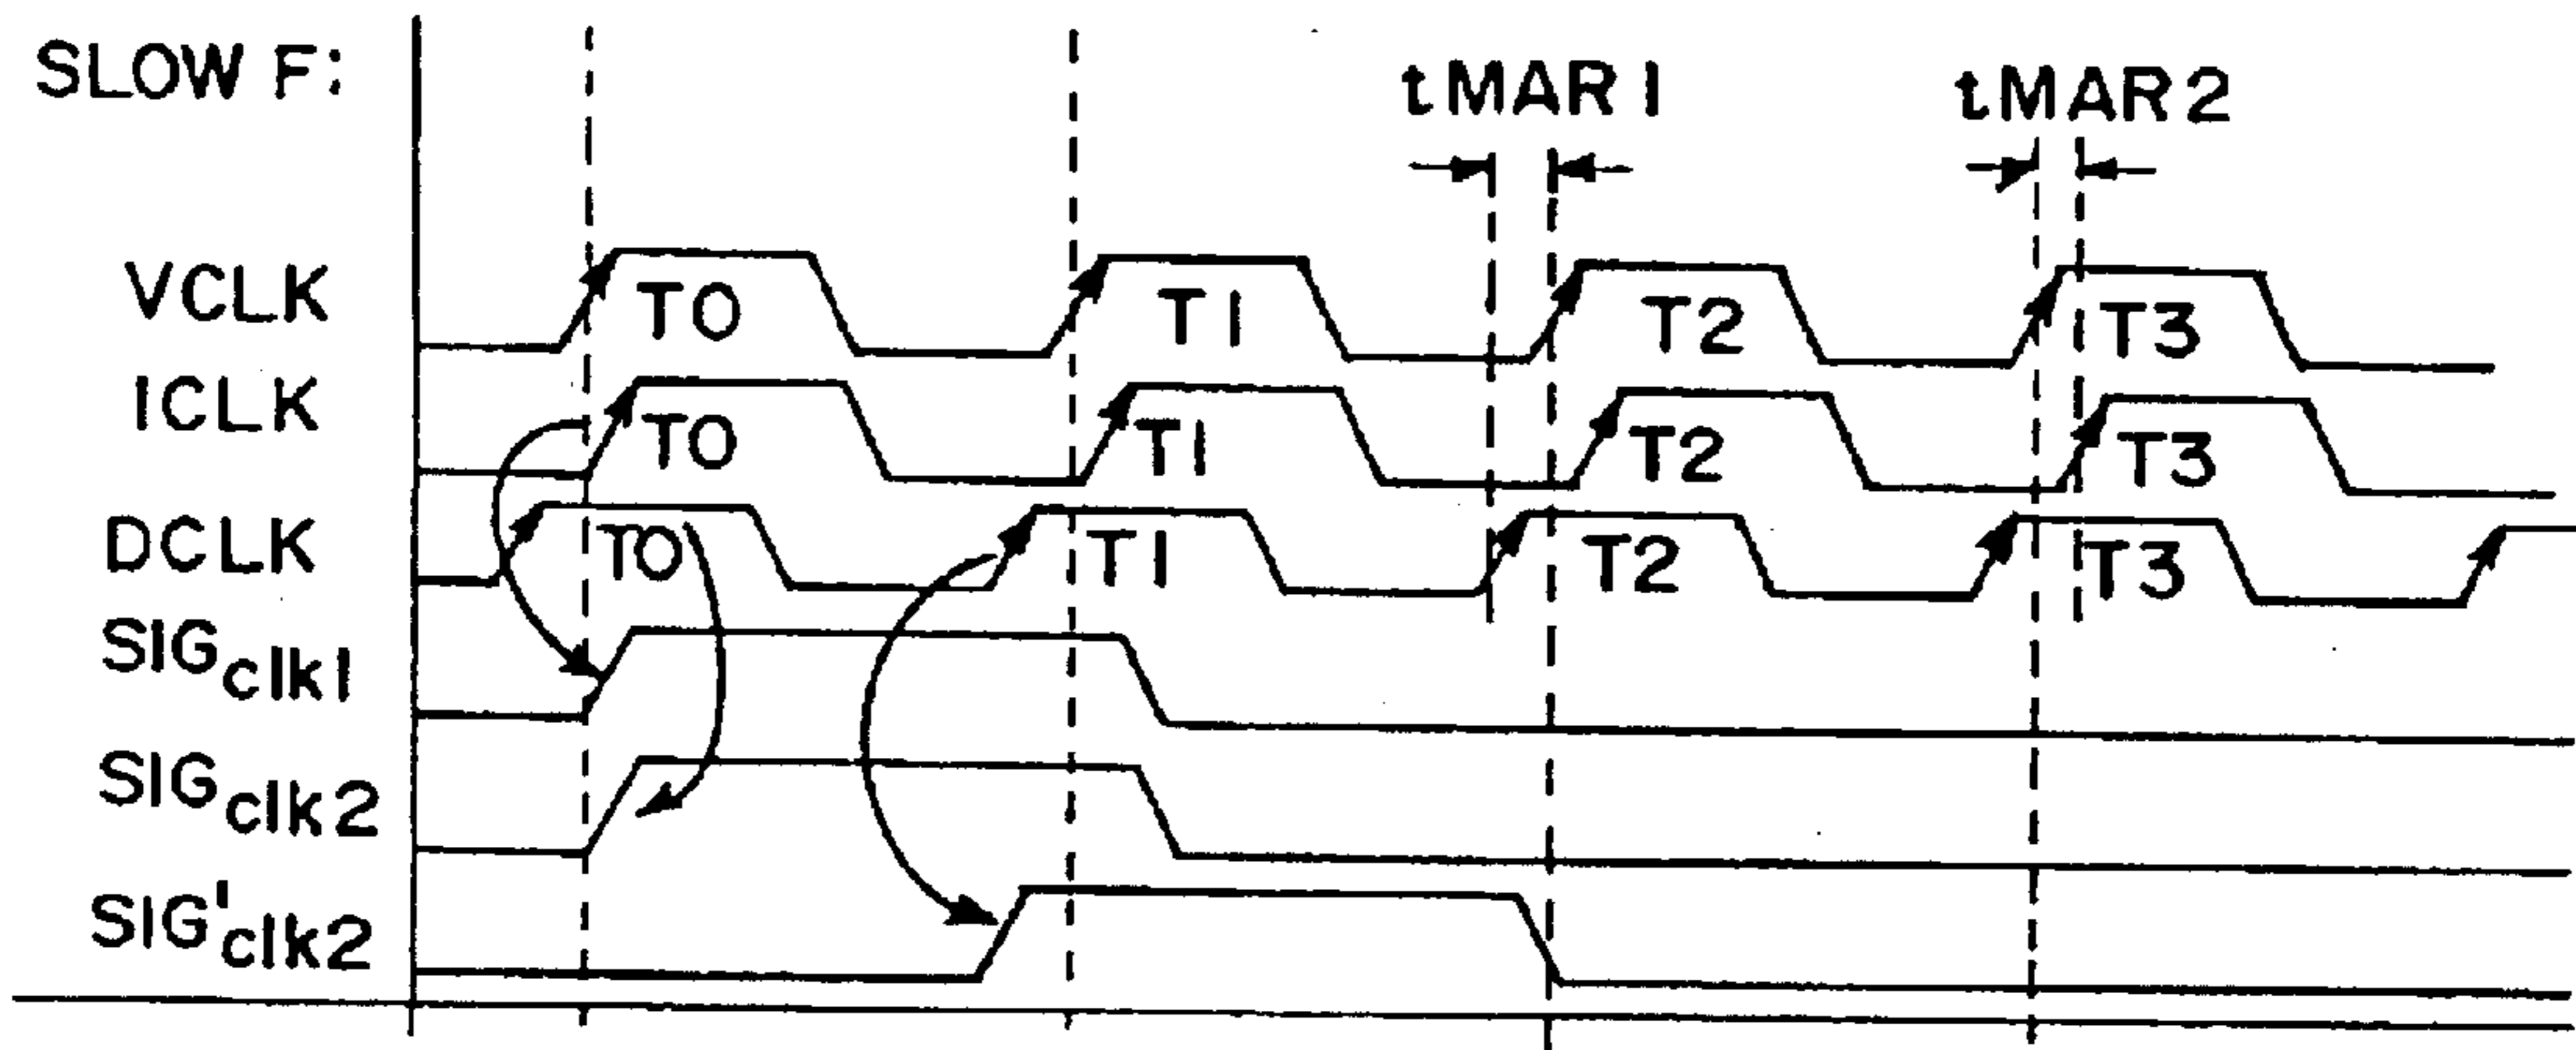 SLOW F:
tMAR1 tMAR2
VCLK T0 T1 T2 T3
ICLK T0 T1 T2 T3
DCLK T0 T1 T2 T3
SIGclk1
SIGclk2
SIG'clk2